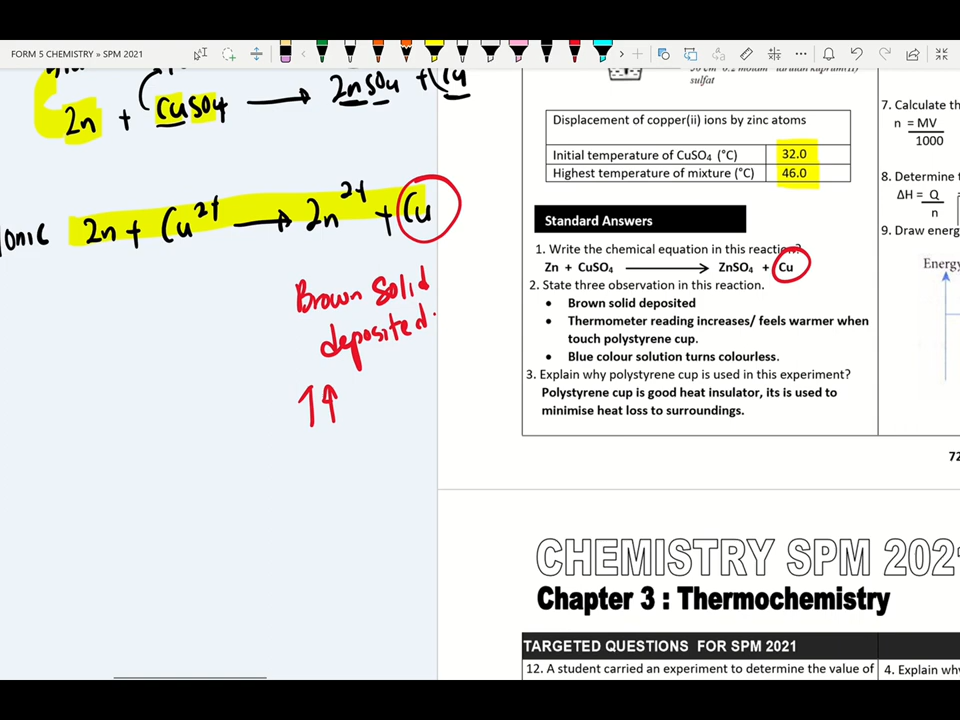 FORM 5 CHEMISTRY » SPM 2021
Zn + CuSO4 → ZnSO4 + Cu
Zn + Cu2+ → Zn2+ + Cu
Brown Solid
deposited.
↑↑
sulfat
Displacement of copper(ii) ions by zinc atoms
Initial temperature of CuSO₄ (°C) 32.0
Highest temperature of mixture (°C) 46.0
Standard Answers
1. Write the chemical equation in this reaction?
Zn + CuSO₄ → ZnSO₄ + Cu
2. State three observation in this reaction.
• Brown solid deposited
• Thermometer reading increases/ feels warmer when
touch polystyrene cup.
• Blue colour solution turns colourless.
3. Explain why polystyrene cup is used in this experiment?
Polystyrene cup is good heat insulator, its is used to
minimise heat loss to surroundings.
7. Calculate th
n = MV
1000
8. Determine t
ΔH = Q
n
9. Draw energ
Energy
72
CHEMISTRY SPM 202
Chapter 3 : Thermochemistry
TARGETED QUESTIONS FOR SPM 2021
12. A student carried an experiment to determine the value of
4. Explain why